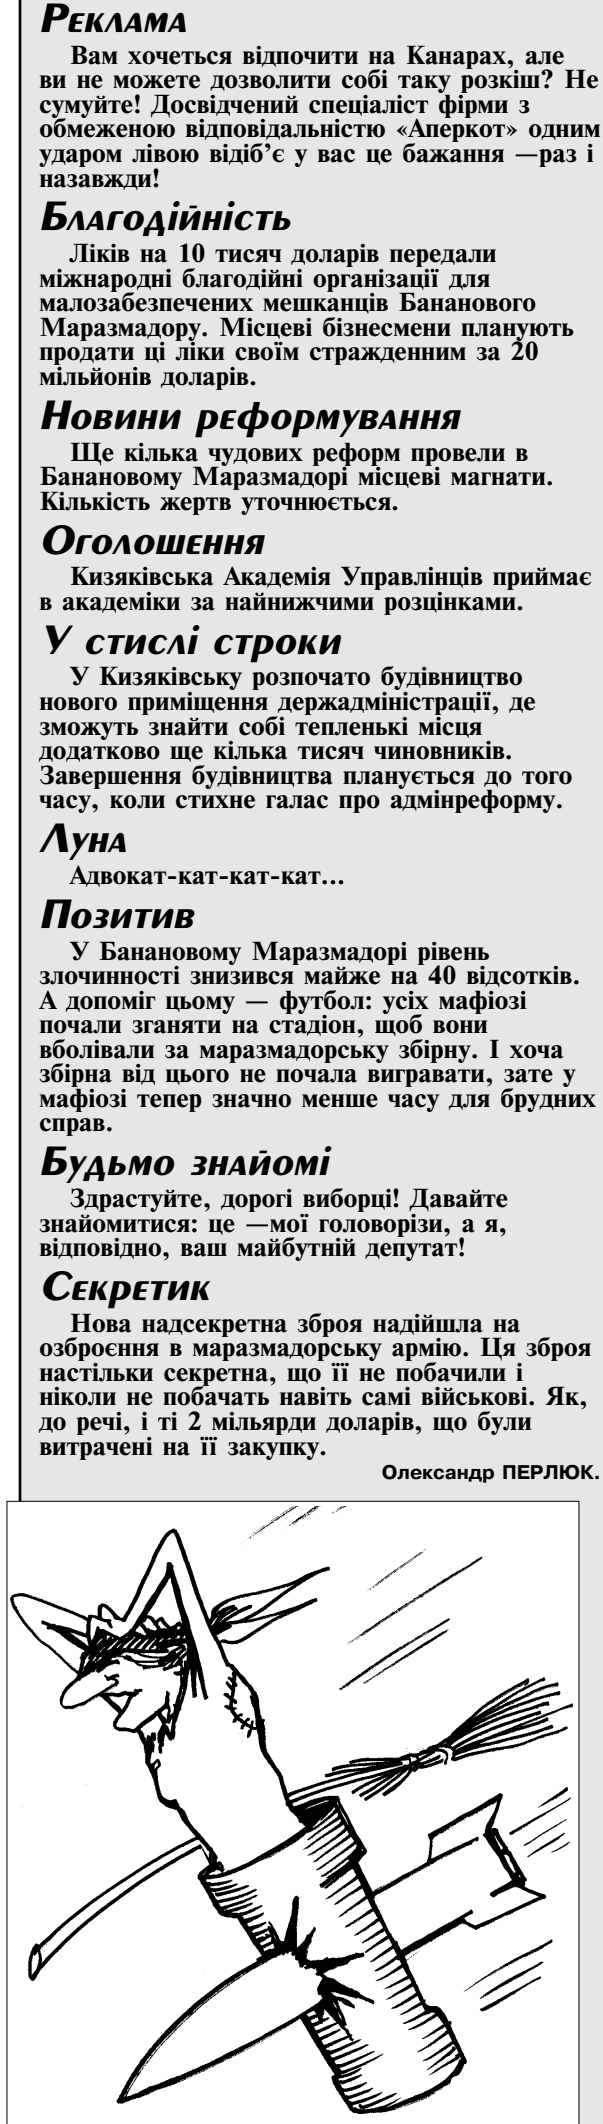 Реклама
Вам хочеться відпочити на Канарах, але
ви не можете дозволити собі таку розкіш? Не
сумуйте! Досвідчений спеціаліст фірми з
обмеженою відповідальністю «Аперкот» одним
ударом лівою відіб’є у вас це бажання —раз і
назавжди!
Благодійність
Ліків на 10 тисяч доларів передали
міжнародні благодійні організації для
малозабезпечених мешканців Бананового
Маразмадору. Місцеві бізнесмени планують
продати ці ліки своїм стражденним за 20
мільйонів доларів.
Новини реформування
Ще кілька чудових реформ провели в
Банановому Маразмадорі місцеві магнати.
Кількість жертв уточнюється.
Оголошення
Кизяківська Академія Управлінців приймає
в академіки за найнижчими розцінками.
У стислі строки
У Кизяківську розпочато будівництво
нового приміщення держадміністрації, де
зможуть знайти собі тепленькі місця
додатково ще кілька тисяч чиновників.
Завершення будівництва планується до того
часу, коли стихне галас про адмінреформу.
Луна
Адвокат-кат-кат-кат...
Позитив
У Банановому Маразмадорі рівень
злочинності знизився майже на 40 відсотків.
А допоміг цьому — футбол: усіх мафіозі
почали зганяти на стадіон, щоб вони
вболівали за маразмадорську збірну. І хоча
збірна від цього не почала вигравати, зате у
мафіозі тепер значно менше часу для брудних
справ.
Будьмо знайомі
Здрастуйте, дорогі виборці! Давайте
знайомитися: це —мої головорізи, а я,
відповідно, ваш майбутній депутат!
Секретик
Нова надсекретна зброя надійшла на
озброєння в маразмадорську армію. Ця зброя
настільки секретна, що її не побачили і
ніколи не побачать навіть самі військові. Як,
до речі, і ті 2 мільярди доларів, що були
витрачені на її закупку.
Олександр ПЕРЛЮК.